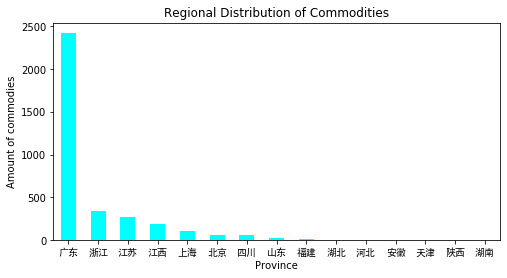 Regional Distribution of Commodities
Amount of commodies
2500
2000
1500
1000
500
0
广东 浙江 江苏 江西 上海 北京 四川 山东 福建 湖北 河北 安徽 天津 陕西 湖南
Province